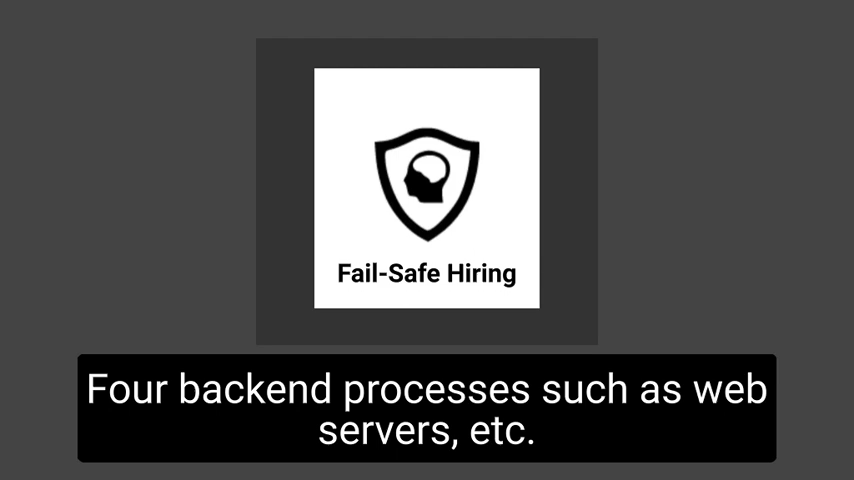 Fail-Safe Hiring
Four backend processes such as web
servers, etc.